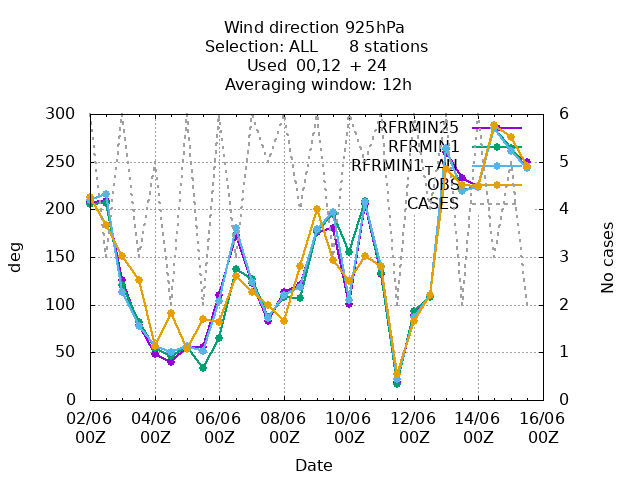 Wind direction 925hPa
Selection: ALL 8 stations
Used 00,12 + 24
Averaging window: 12h
300
250
200
150
100
50
0
deg
6
5
4
3
2
1
0
No cases
RFRMIN25
RFRMIN1
RFRMIN1_AU
OBS
CASES
02/06 04/06 06/06 08/06 10/06 12/06 14/06 16/06
00Z 00Z 00Z 00Z 00Z 00Z 00Z 00Z
Date